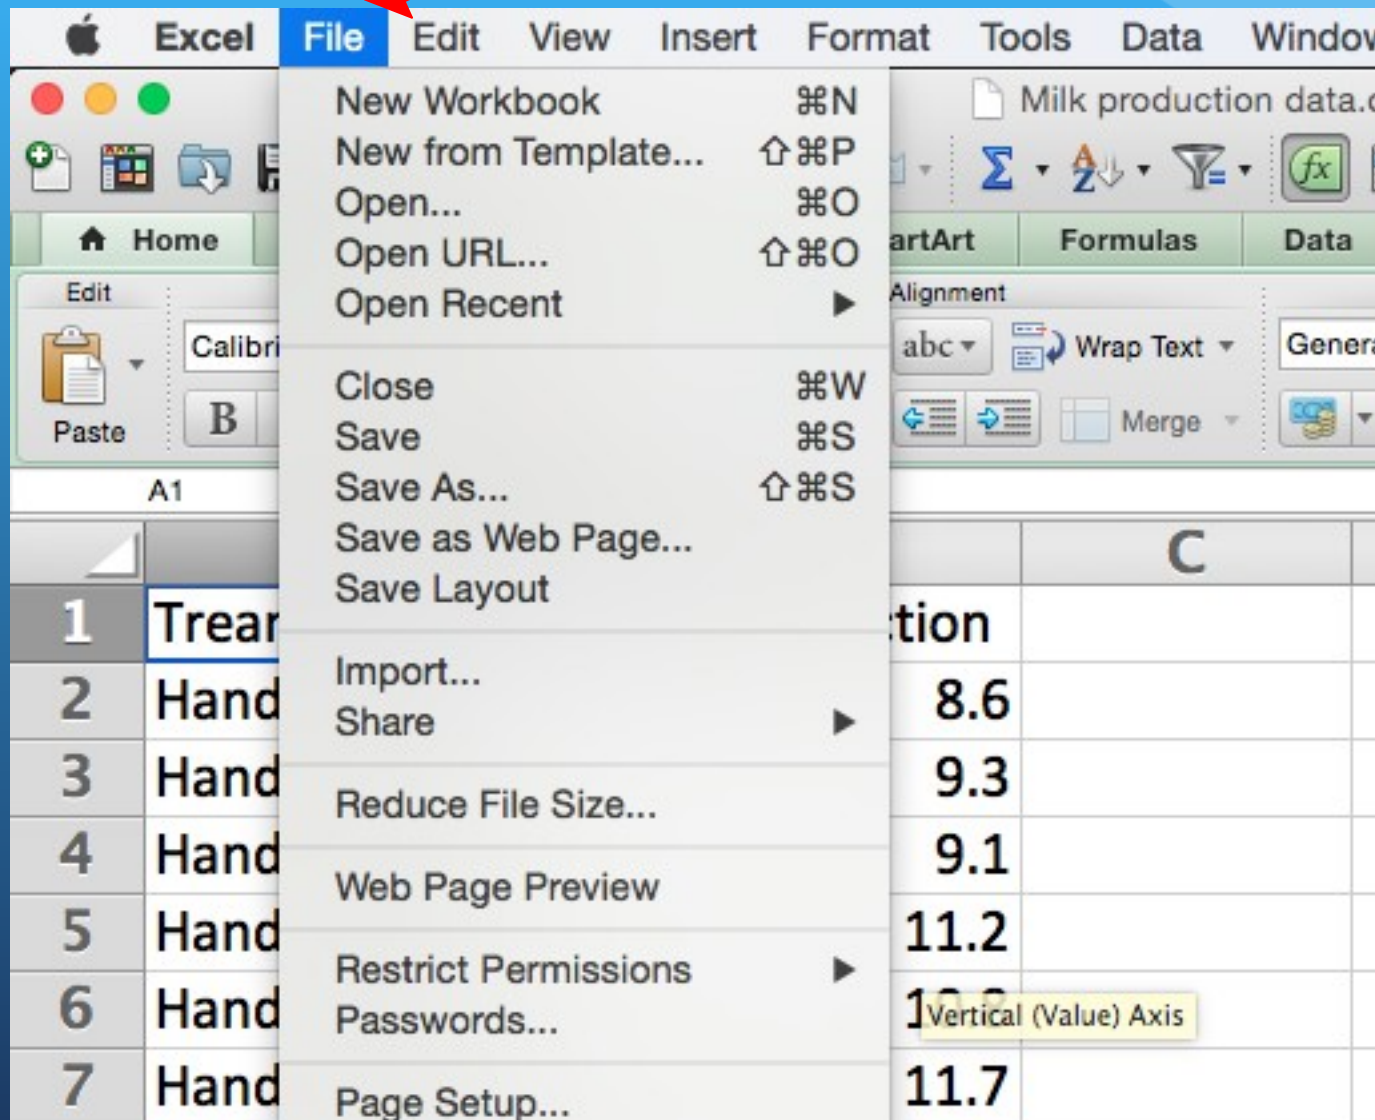 Excel File Edit View Insert Format Tools Data Window
New Workbook ⌘N
New from Template... ⇧⌘P
Open... ⌘O
Open URL... ⇧⌘O
Open Recent ▶
Close ⌘W
Save ⌘S
Save As... ⇧⌘S
Save as Web Page...
Save Layout
Import...
Share ▶
Reduce File Size...
Web Page Preview
Restrict Permissions ▶
Passwords...
Page Setup...
Milk production data.
Home artArt Formulas Data
Edit Alignment
Calibri abc Wrap Text Genera
Paste B Merge
A1
C
1 Trear tion
2 Hand 8.6
3 Hand 9.3
4 Hand 9.1
5 Hand 11.2
6 Hand
Vertical (Value) Axis
7 Hand 11.7